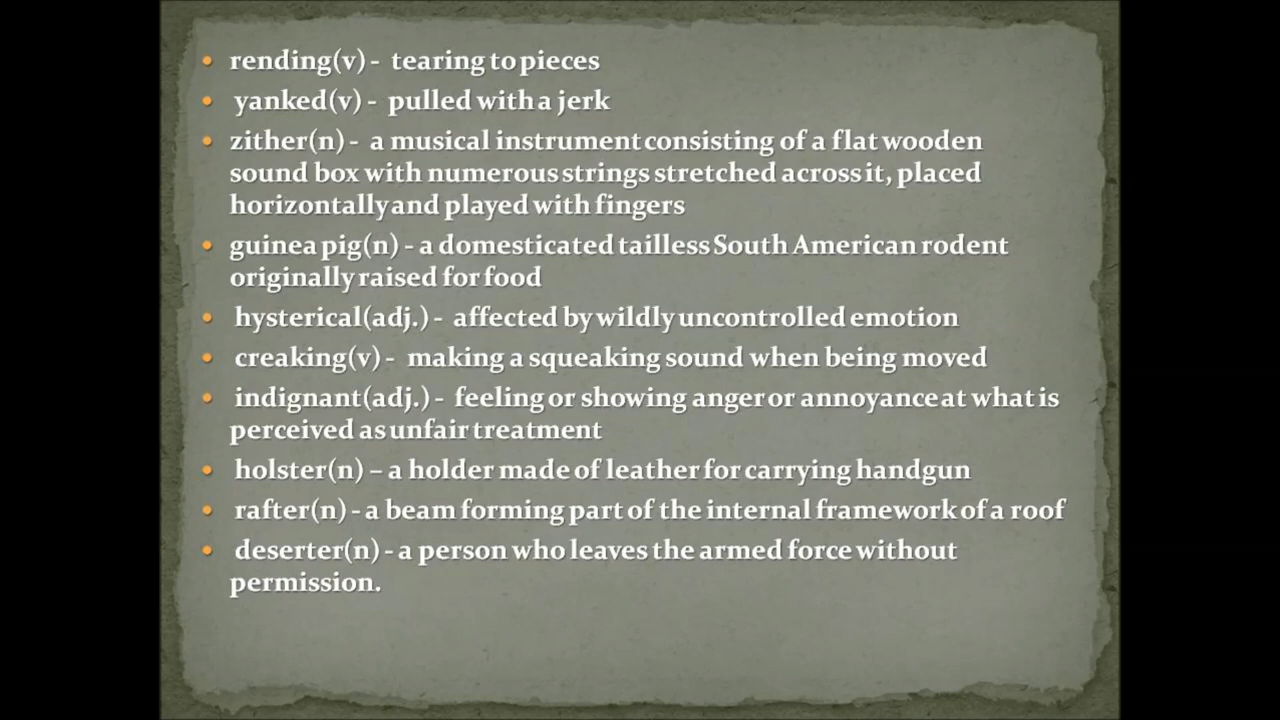 • rending(v) - tearing to pieces
• yanked(v) - pulled with a jerk
• zither(n) - a musical instrument consisting of a flat wooden
sound box with numerous strings stretched across it, placed
horizontally and played with fingers
• guinea pig(n) - a domesticated tailless South American rodent
originally raised for food
• hysterical(adj.) - affected by wildly uncontrolled emotion
• creaking(v) - making a squeaking sound when being moved
• indignant(adj.) - feeling or showing anger or annoyance at what is
perceived as unfair treatment
• holster(n) – a holder made of leather for carrying handgun
• rafter(n) - a beam forming part of the internal framework of a roof
• deserter(n) - a person who leaves the armed force without
permission.